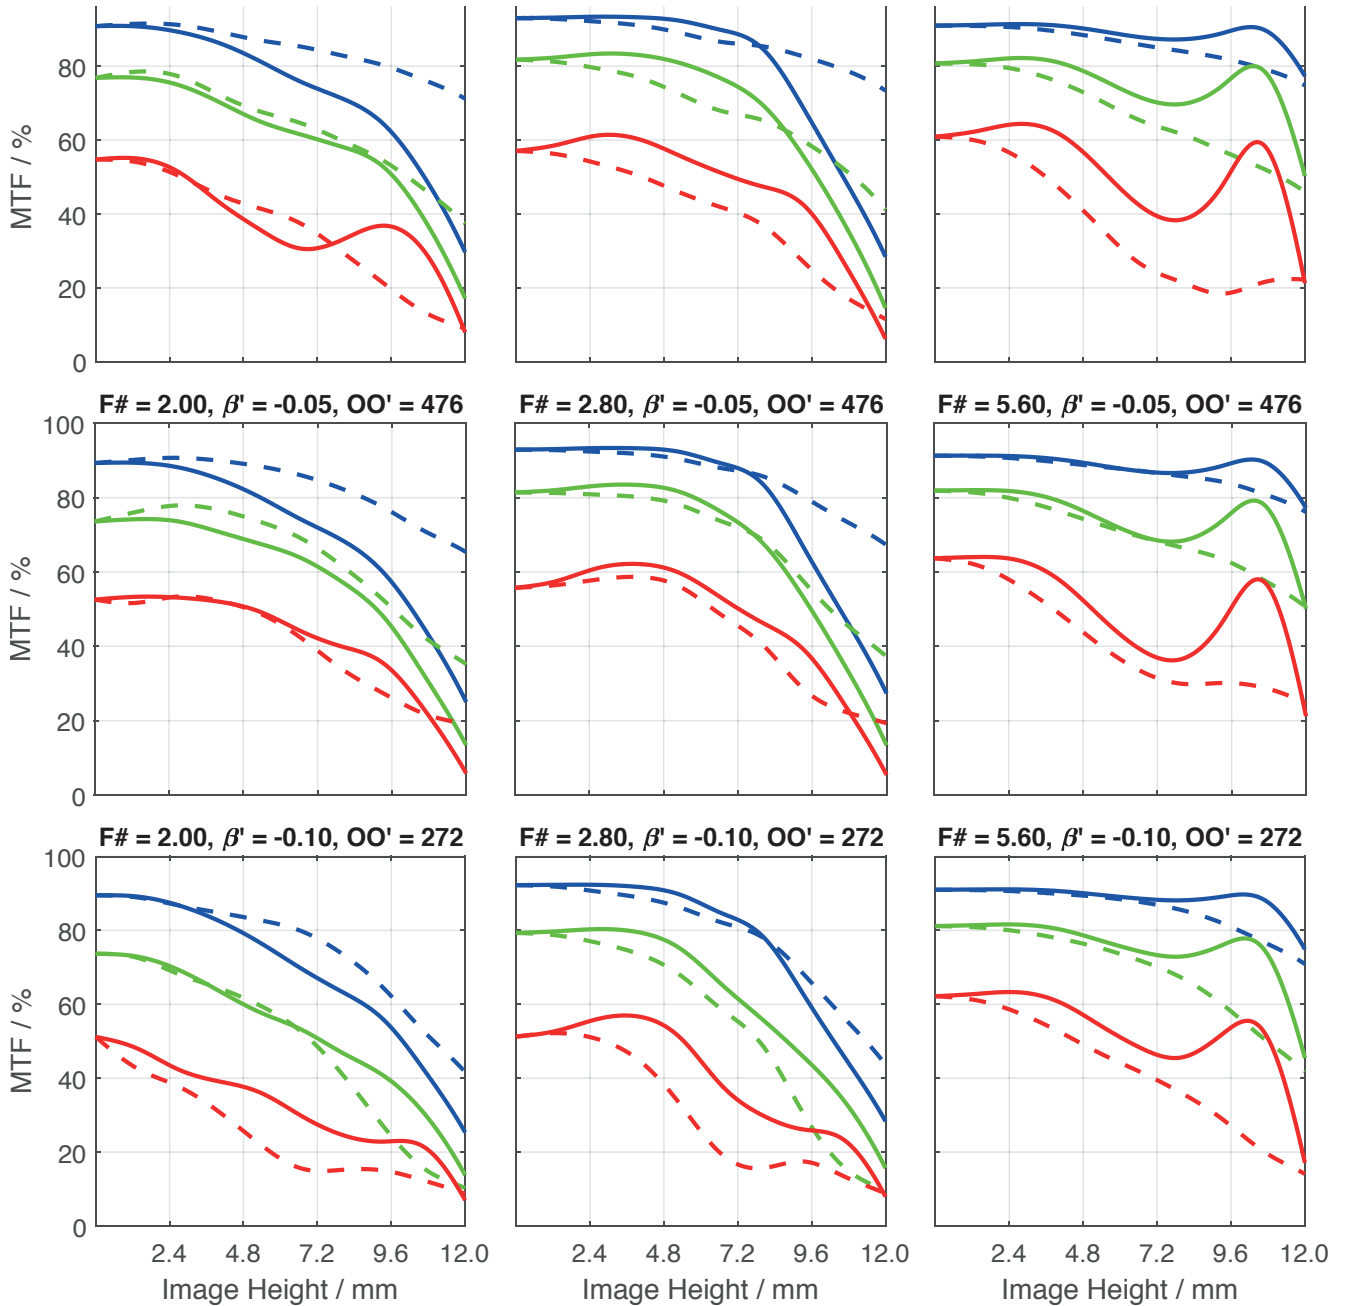 MTF / %
80
60
40
20
0
F# = 2.00, β' = -0.05, OO' = 476
F# = 2.80, β' = -0.05, OO' = 476
F# = 5.60, β' = -0.05, OO' = 476
MTF / %
100
80
60
40
20
0
F# = 2.00, β' = -0.10, OO' = 272
F# = 2.80, β' = -0.10, OO' = 272
F# = 5.60, β' = -0.10, OO' = 272
MTF / %
100
80
60
40
20
0
2.4 4.8 7.2 9.6 12.0
2.4 4.8 7.2 9.6 12.0
2.4 4.8 7.2 9.6 12.0
Image Height / mm
Image Height / mm
Image Height / mm